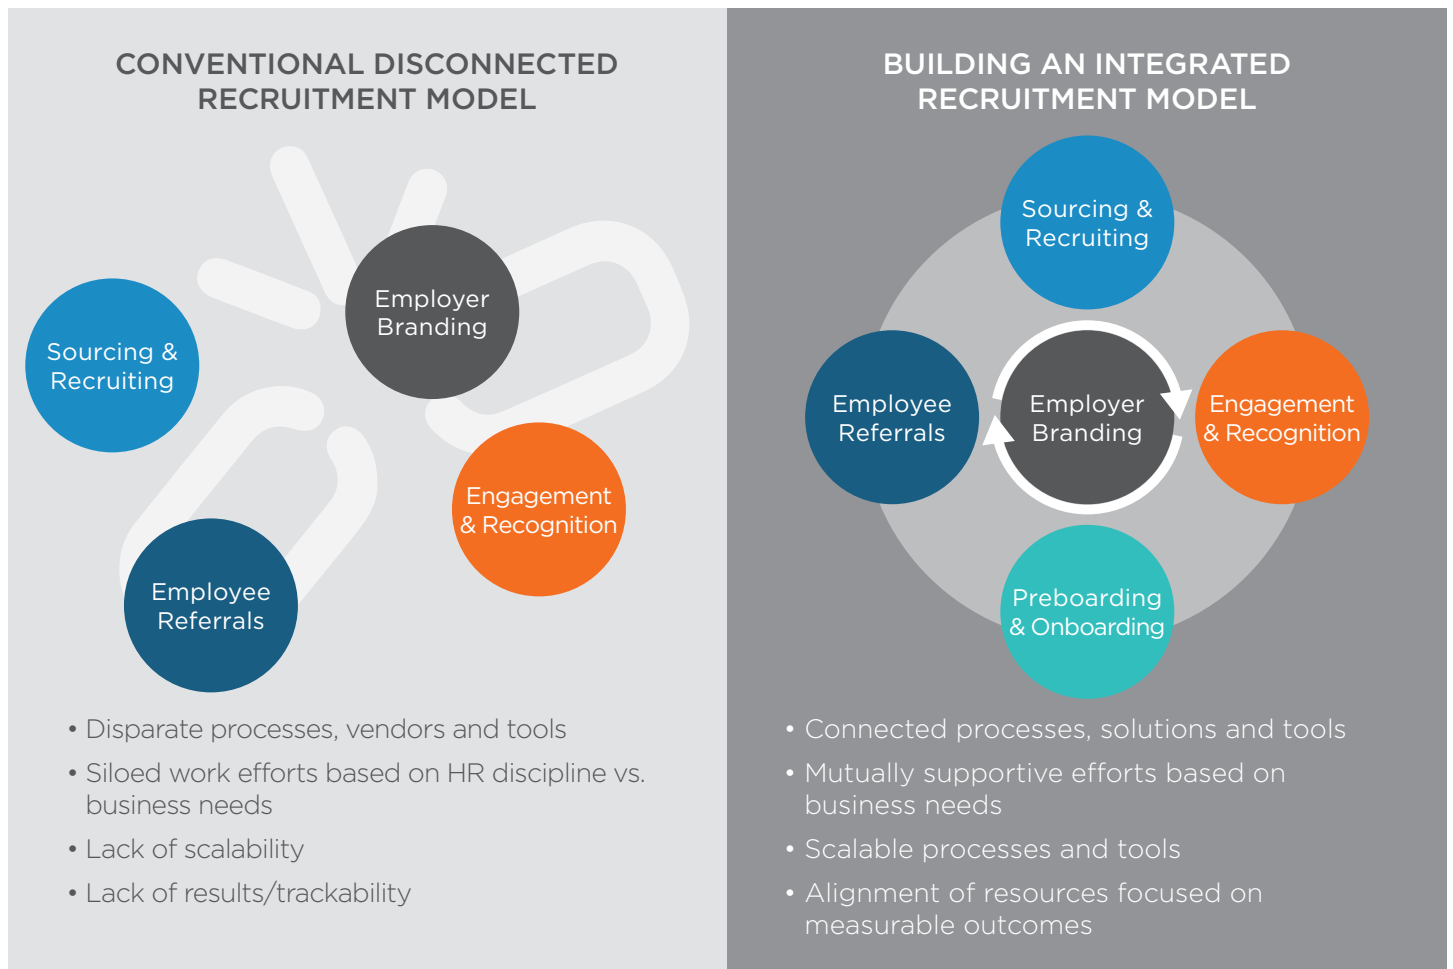 CONVENTIONAL DISCONNECTED
RECRUITMENT MODEL
Employer
Branding
Sourcing &
Recruiting
Engagement
& Recognition
Employee
Referrals
• Disparate processes, vendors and tools
• Siloed work efforts based on HR discipline vs.
business needs
• Lack of scalability
• Lack of results/trackability
BUILDING AN INTEGRATED
RECRUITMENT MODEL
Sourcing &
Recruiting
Employee
Referrals
Employer
Branding
Engagement
& Recognition
Preboarding
& Onboarding
• Connected processes, solutions and tools
• Mutually supportive efforts based on
business needs
• Scalable processes and tools
• Alignment of resources focused on
measurable outcomes